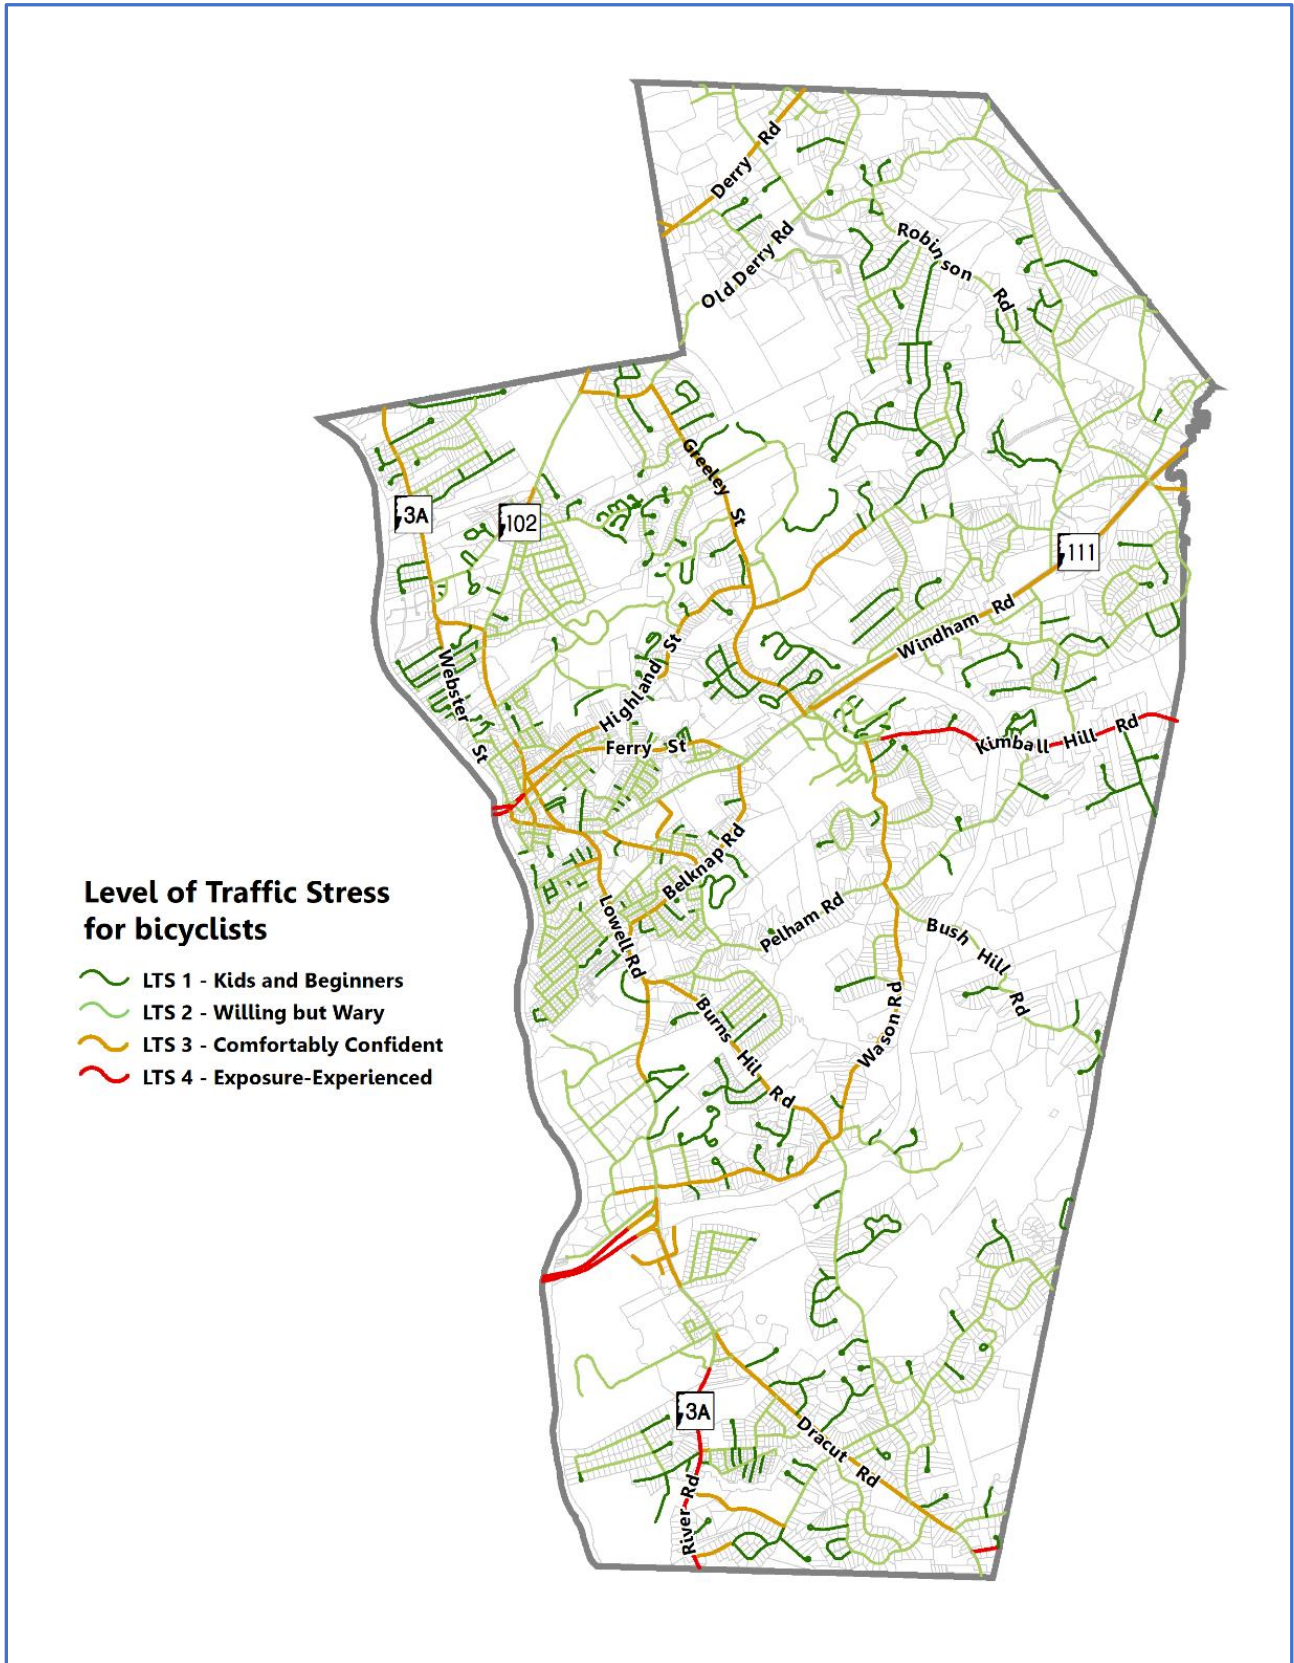 Derry Rd
Old Derry Rd
Robinson Rd
Greeley St
3A
102
111
Windham Rd
Webster St
Highland St
Ferry St
Kimball Hill Rd
Belknap Rd
Lowell Rd
Pelham Rd
Bush Hill Rd
Burns Hil Rd
Wason Rd
Level of Traffic Stress
for bicyclists
LTS 1 - Kids and Beginners
LTS 2 - Willing but Wary
LTS 3 - Comfortably Confident
LTS 4 - Exposure-Experienced
3A
Dracut Rd
River Rd